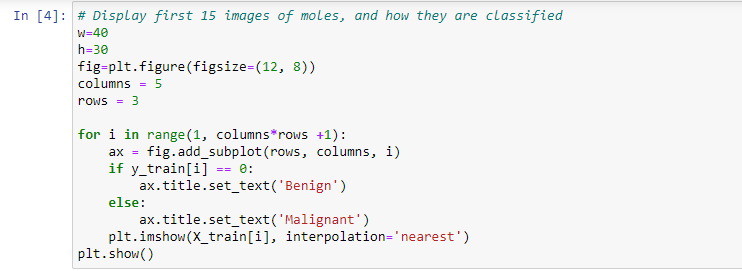 In [4]: # Display first 15 images of moles, and how they are classified
w=40
h=30
fig=plt.figure(figsize=(12, 8))
columns = 5
rows = 3

for i in range(1, columns*rows +1):
    ax = fig.add_subplot(rows, columns, i)
    if y_train[i] == 0:
        ax.title.set_text('Benign')
    else:
        ax.title.set_text('Malignant')
    plt.imshow(X_train[i], interpolation='nearest')
plt.show()